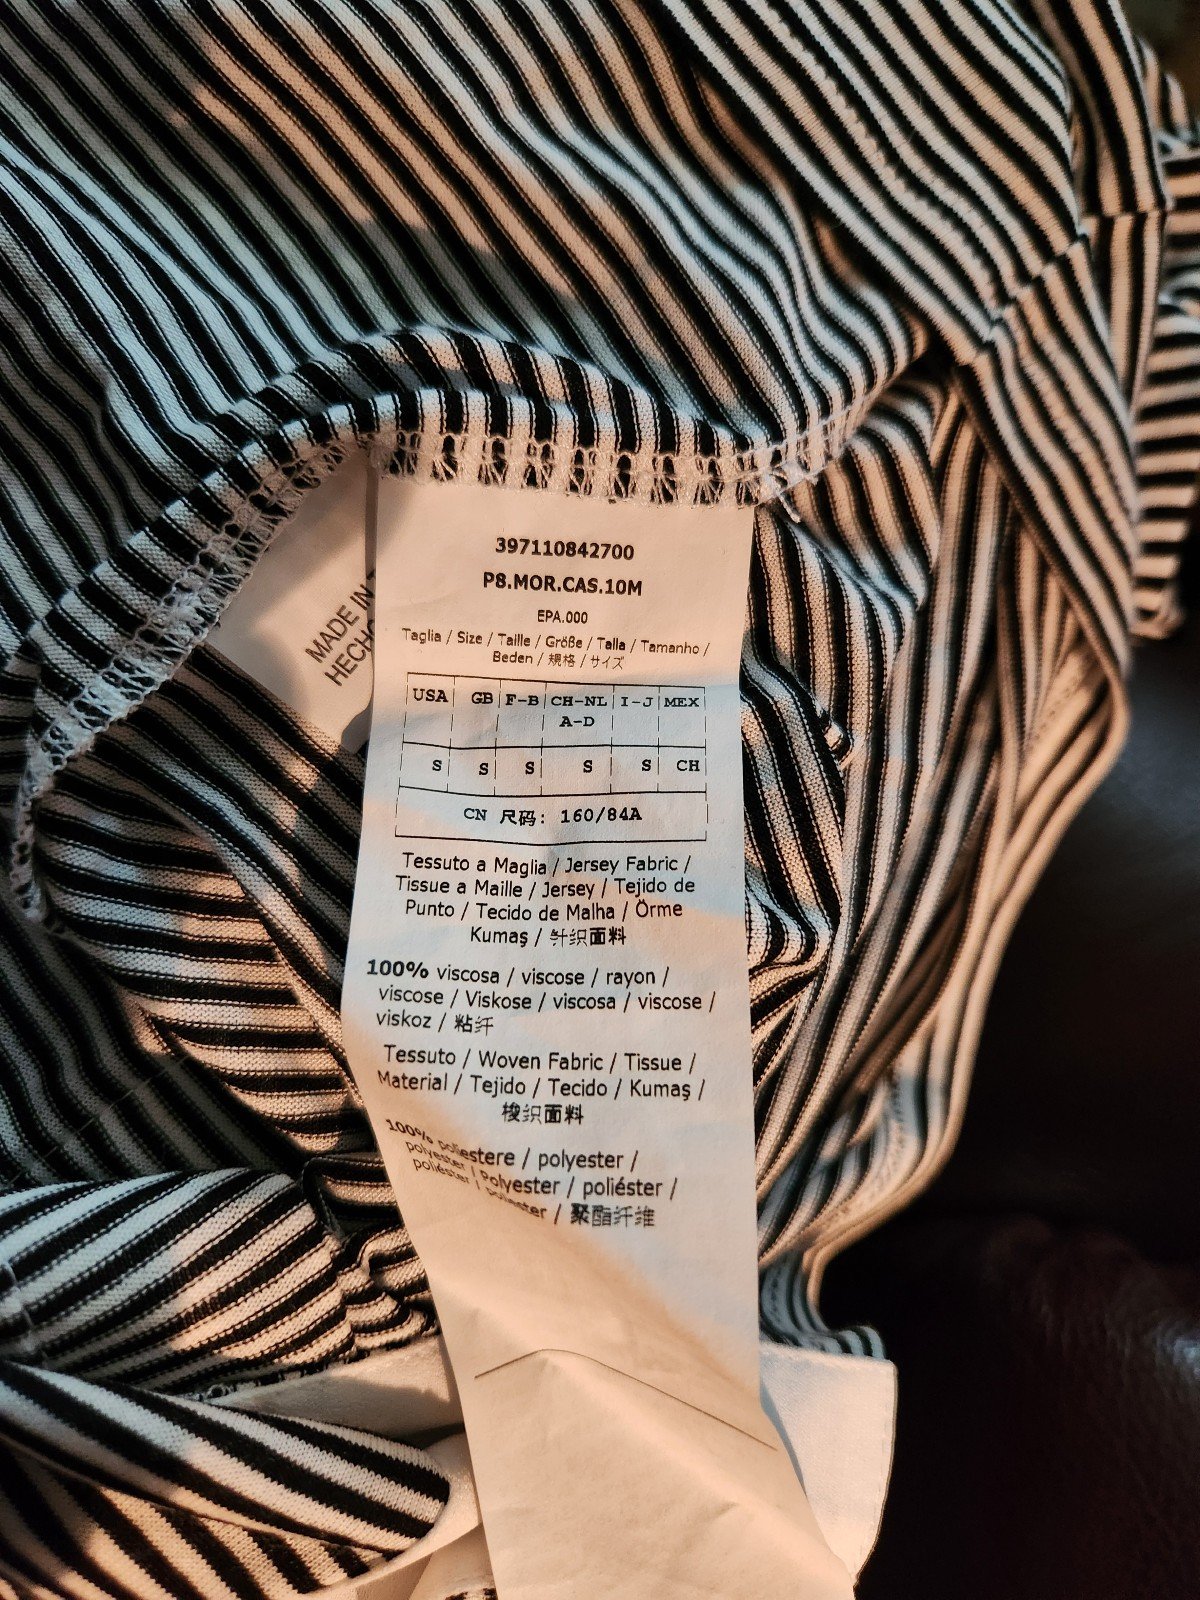 397110842700
P8.MOR.CAS.10M
EPA.000
Taglia / Size / Taille / Größe / Talla / Tamanho /
Beden / 规格 / サイズ
USA GB F-B CH-NL I-J MEX
A-D
S S S S S CH
CN 尺码: 160/84A
Tessuto a Maglia / Jersey Fabric /
Tissue a Maille / Jersey / Tejido de
Punto / Tecido de Malha / Örme
Kumaş / 针织面料
100% viscosa / viscose / rayon /
viscose / Viskose / viscosa / viscose /
viskoz / 粘纤
Tessuto / Woven Fabric / Tissue /
Material / Tejido / Tecido / Kumaş /
梭织面料
100% poliestere / polyester /
polyester / Polyester / poliéster /
poliéster / poliester / 聚酯纤维
MADE IN